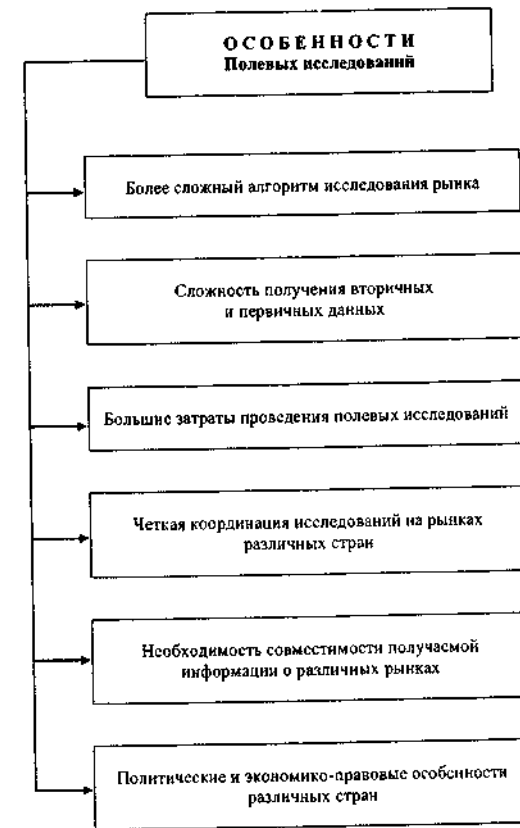 ОСОБЕННОСТИ
Полевых исследований
Более сложный алгоритм исследования рынка
Сложность получения вторичных
и первичных данных
Большие затраты проведения полевых исследований
Четкая координация исследований на рынках
различных стран
Необходимость совместимости получаемой
информации о различных рынках
Политические и экономико-правовые особенности
различных стран